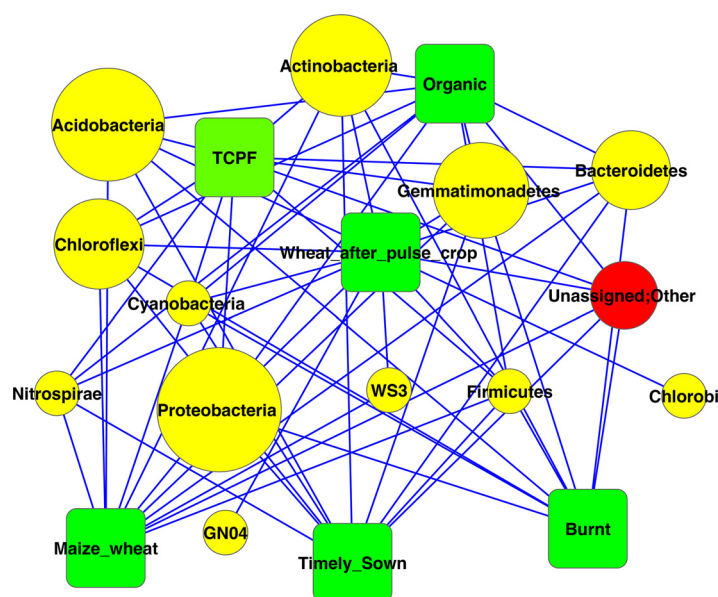 Actinobacteria
Organic
Acidobacteria
TCPF
Bacteroidetes
Gemmatimonadetes
Chloroflexi
Wheat_after_pulse_crop
Cyanobacteria
Unassigned;Other
Nitrospirae
WS3
Firmicutes
Chlorobi
Proteobacteria
GN04
Burnt
Maize_wheat
Timely_Sown